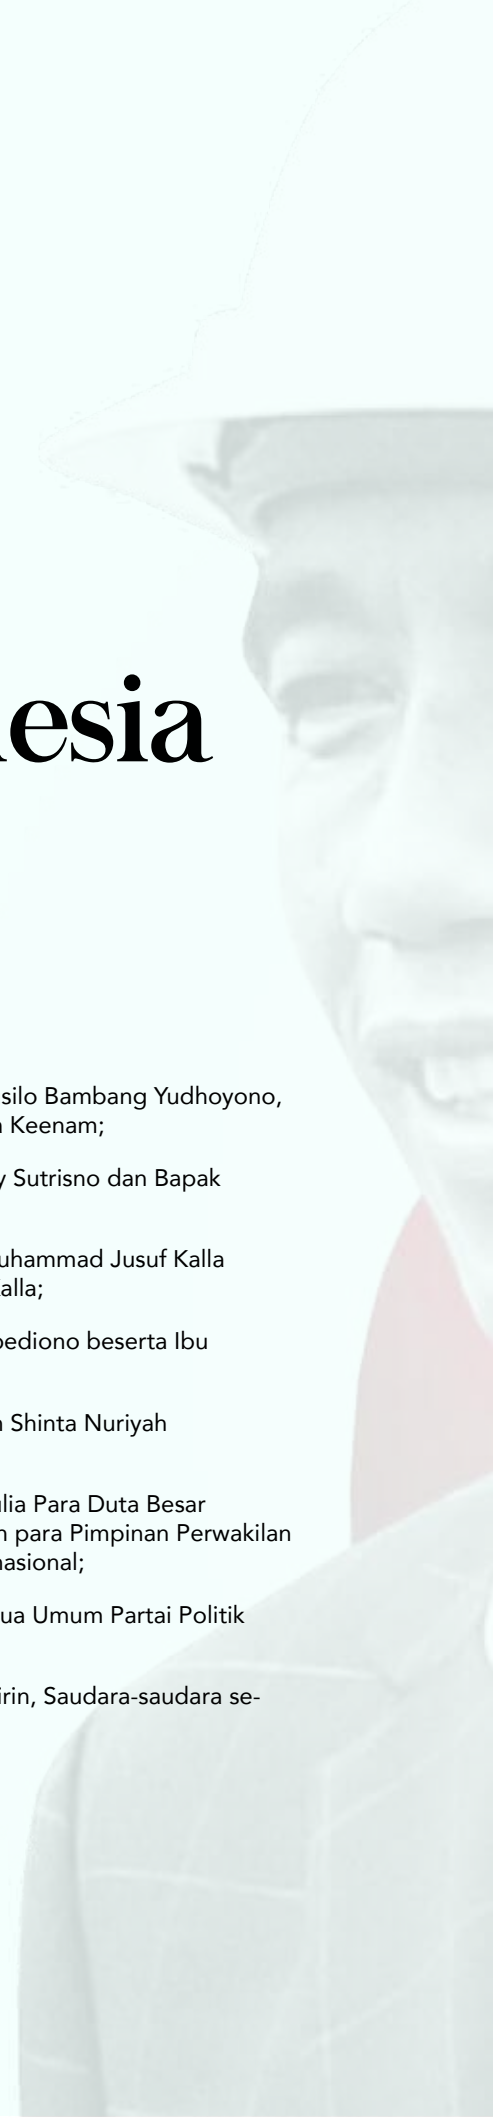 esia
silo Bambang Yudhoyono,
Keenam;
y Sutrisno dan Bapak
uhammad Jusuf Kalla
alla;
ediono beserta Ibu
Shinta Nuriyah
lia Para Duta Besar
n para Pimpinan Perwakilan
nasional;
ua Umum Partai Politik
irin, Saudara-saudara se-